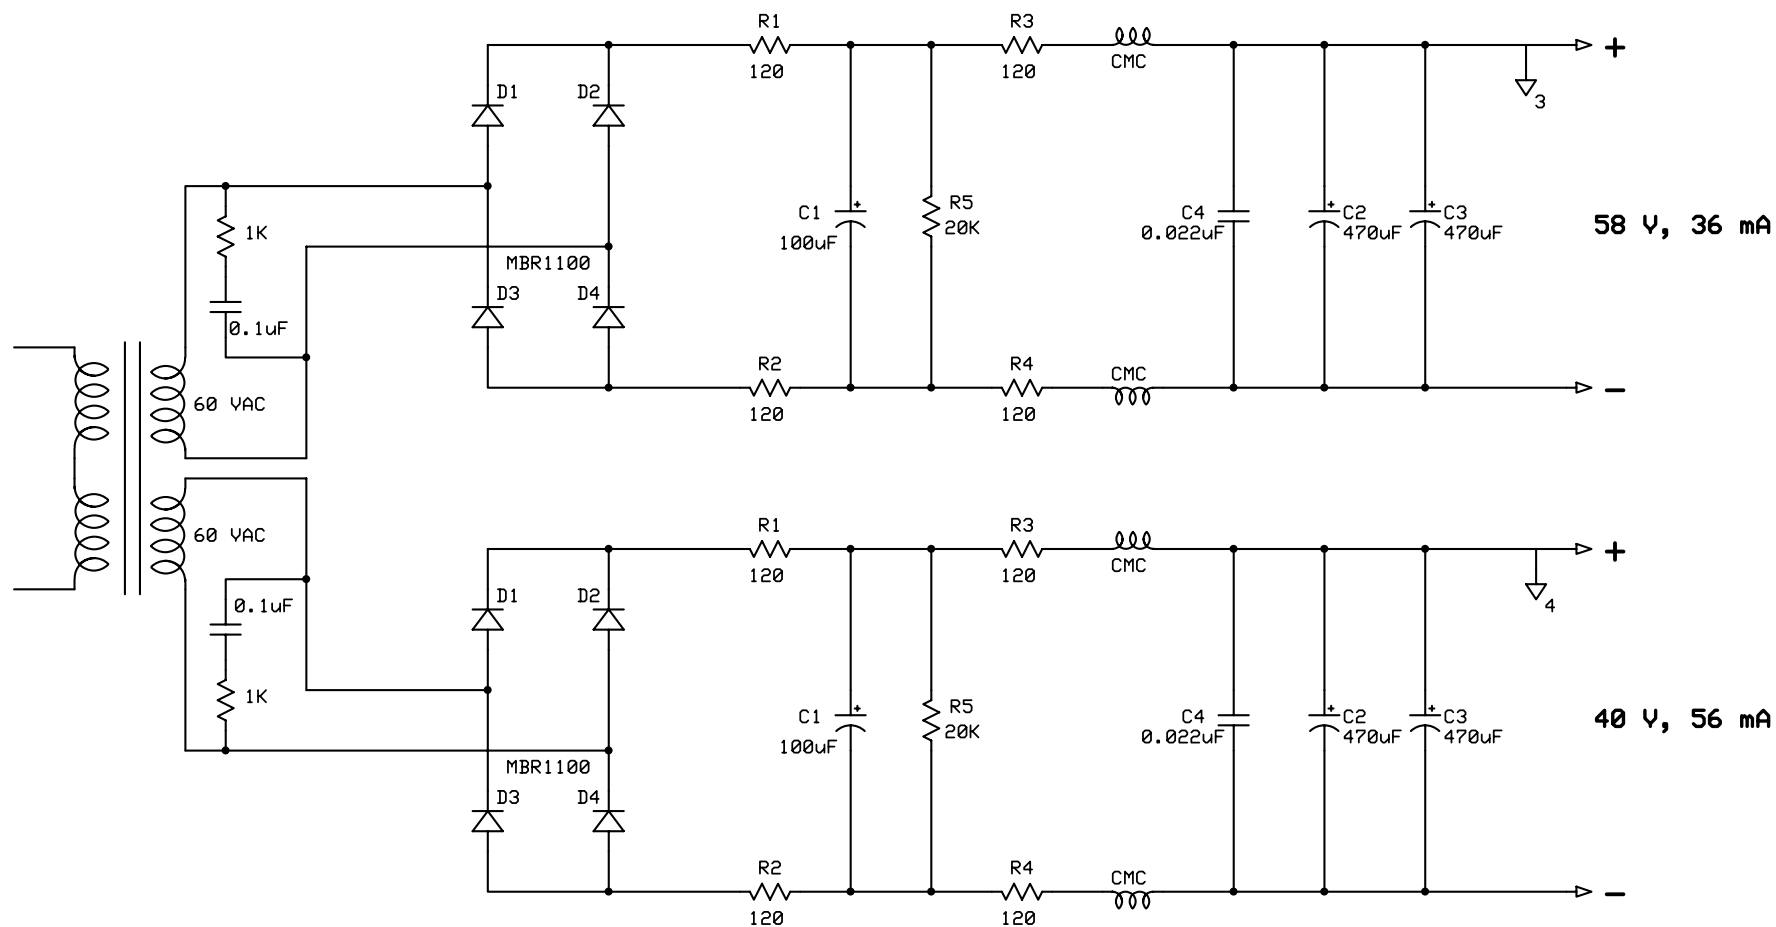 R1
R3
120
120
CMC
D1
D2
+
3
1K
C1
100uF
R5
20K
C4
0.022uF
C2
470uF
C3
470uF
58 V, 36 mA
MBR1100
D3
D4
0.1uF
R2
R4
CMC
120
120
−
60 VAC
60 VAC
R1
R3
120
120
CMC
D1
D2
+
4
0.1uF
1K
C1
100uF
R5
20K
C4
0.022uF
C2
470uF
C3
470uF
40 V, 56 mA
MBR1100
D3
D4
R2
R4
CMC
120
120
−
+
+
+
+
+
+